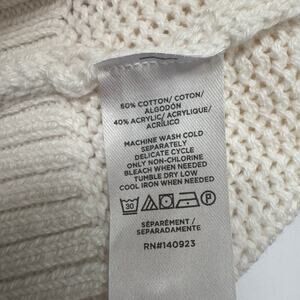 60% COTTON/ COTON/
ALGODÓN
40% ACRYLIC/ ACRYLIQUE/
ACRÍLICO
MACHINE WASH COLD
SEPARATELY
DELICATE CYCLE
ONLY NON-CHLORINE
BLEACH WHEN NEEDED
TUMBLE DRY LOW
COOL IRON WHEN NEEDED
30 P
SÉPARÉMENT /
SEPARADAMENTE
RN#140923